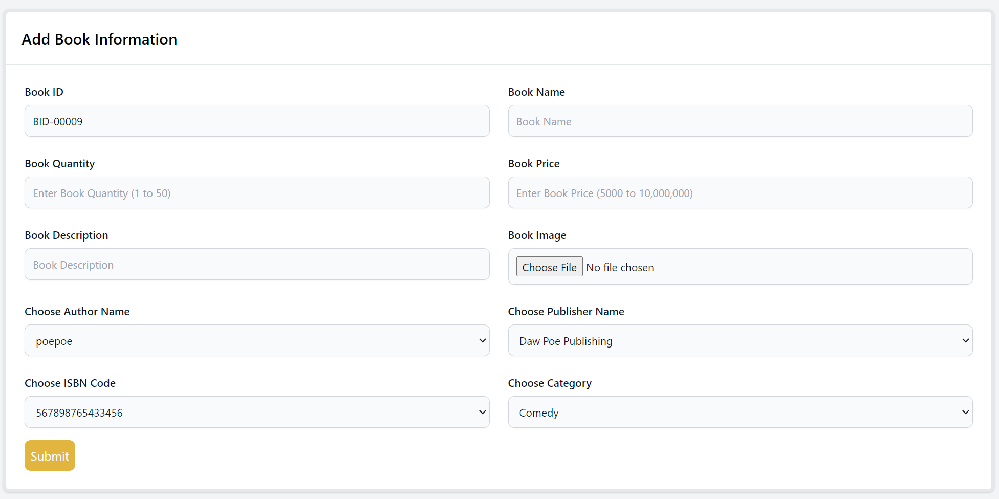 Add Book Information
Book ID
BID-00009
Book Name
Book Name
Book Quantity
Enter Book Quantity (1 to 50)
Book Price
Enter Book Price (5000 to 10,000,000)
Book Description
Book Description
Book Image
Choose File No file chosen
Choose Author Name
poepoe
Choose Publisher Name
Daw Poe Publishing
Choose ISBN Code
567898765433456
Choose Category
Comedy
Submit